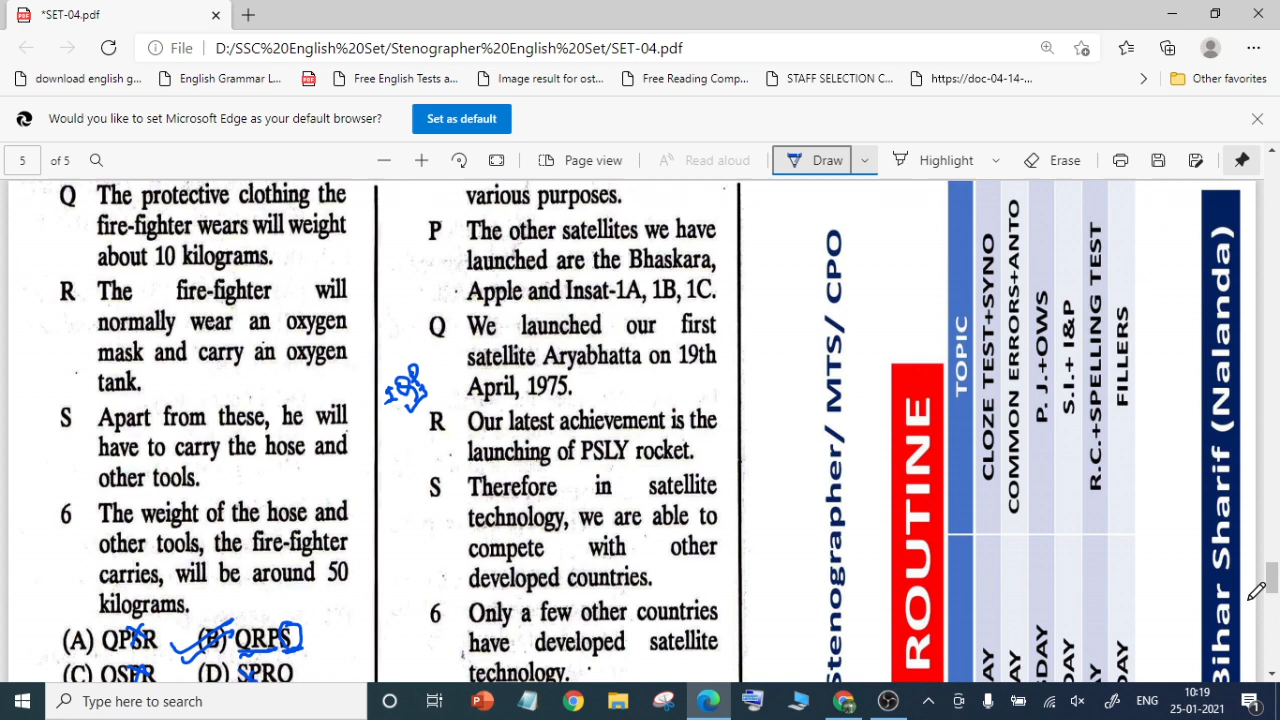 *SET-04.pdf
File
D:/SSC%20English%20Set/Stenographer%20English%20Set/SET-04.pdf
download english g...
English Grammar L...
Free English Tests a...
Image result for ost...
Free Reading Comp...
STAFF SELECTION C...
https://doc-04-14-...
Other favorites
Would you like to set Microsoft Edge as your default browser?
Set as default
5 of 5
Page view
Read aloud
Draw
Highlight
Erase
Q The protective clothing the
fire-fighter wears will weight
about 10 kilograms.
R The fire-fighter will
normally wear an oxygen
mask and carry an oxygen
tank.
S Apart from these, he will
have to carry the hose and
other tools.
6 The weight of the hose and
other tools, the fire-fighter
carries, will be around 50
kilograms.
(A) QPSR (B) QRPS
(C) QSPR (D) SPRQ
various purposes.
P The other satellites we have
launched are the Bhaskara,
Apple and Insat-1A, 1B, 1C.
Q We launched our first
satellite Aryabhatta on 19th
April, 1975.
R Our latest achievement is the
launching of PSLY rocket.
S Therefore in satellite
technology, we are able to
compete with other
developed countries.
6 Only a few other countries
have developed satellite
technology.
Stenographer/ MTS/ CPO
ROUTINE
TOPIC
CLOZE TEST+SYNO
COMMON ERRORS+ANTO
P. J.+OWS
S.I.+ I&P
R.C.+SPELLING TEST
FILLERS
Bihar Sharif (Nalanda)
Type here to search
ENG
10:19
25-01-2021